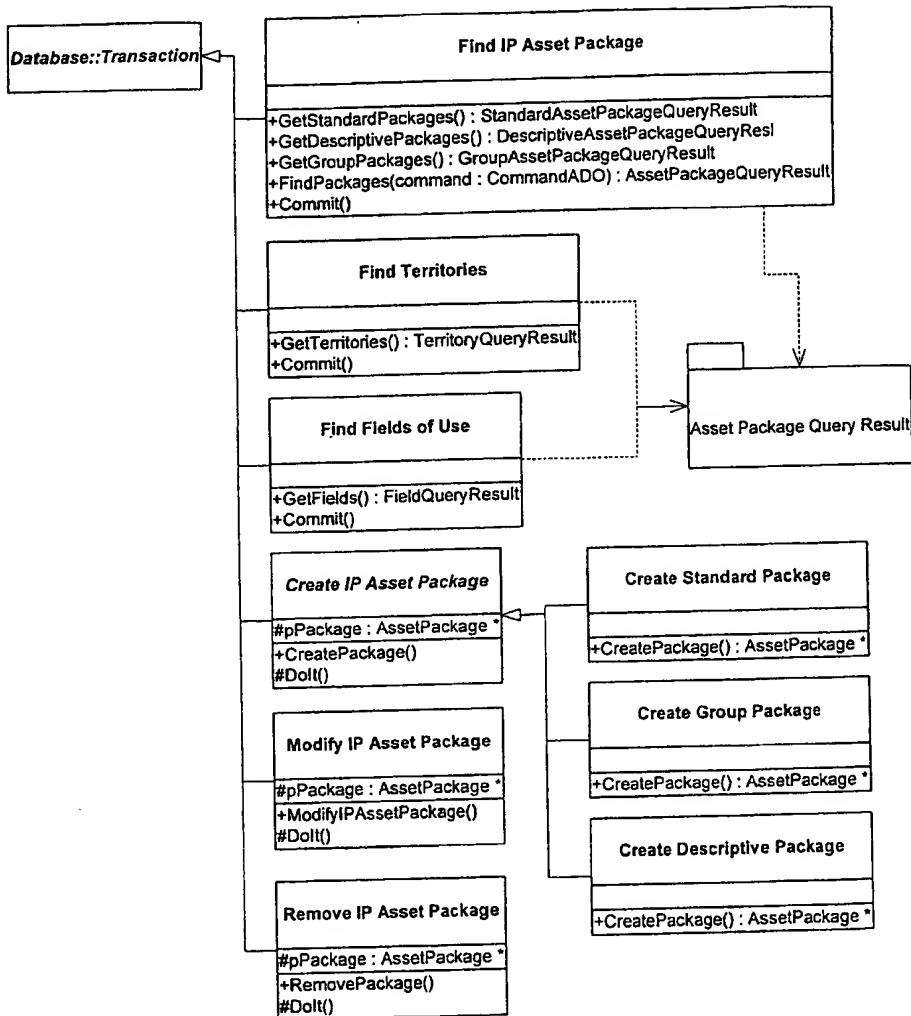 Database::Transaction
Find IP Asset Package
+GetStandardPackages() : StandardAssetPackageQueryResult
+GetDescriptivePackages() : DescriptiveAssetPackageQueryResl
+GetGroupPackages() : GroupAssetPackageQueryResult
+FindPackages(command : CommandADO) : AssetPackageQueryResult
+Commit()
Find Territories
+GetTerritories() : TerritoryQueryResult
+Commit()
Asset Package Query Result
Find Fields of Use
+GetFields() : FieldQueryResult
+Commit()
Create IP Asset Package
#pPackage : AssetPackage *
+CreatePackage()
#DoIt()
Create Standard Package
+CreatePackage() : AssetPackage *
Create Group Package
+CreatePackage() : AssetPackage *
Modify IP Asset Package
#pPackage : AssetPackage *
+ModifyIPAssetPackage()
#DoIt()
Create Descriptive Package
+CreatePackage() : AssetPackage *
Remove IP Asset Package
#pPackage : AssetPackage *
+RemovePackage()
#DoIt()